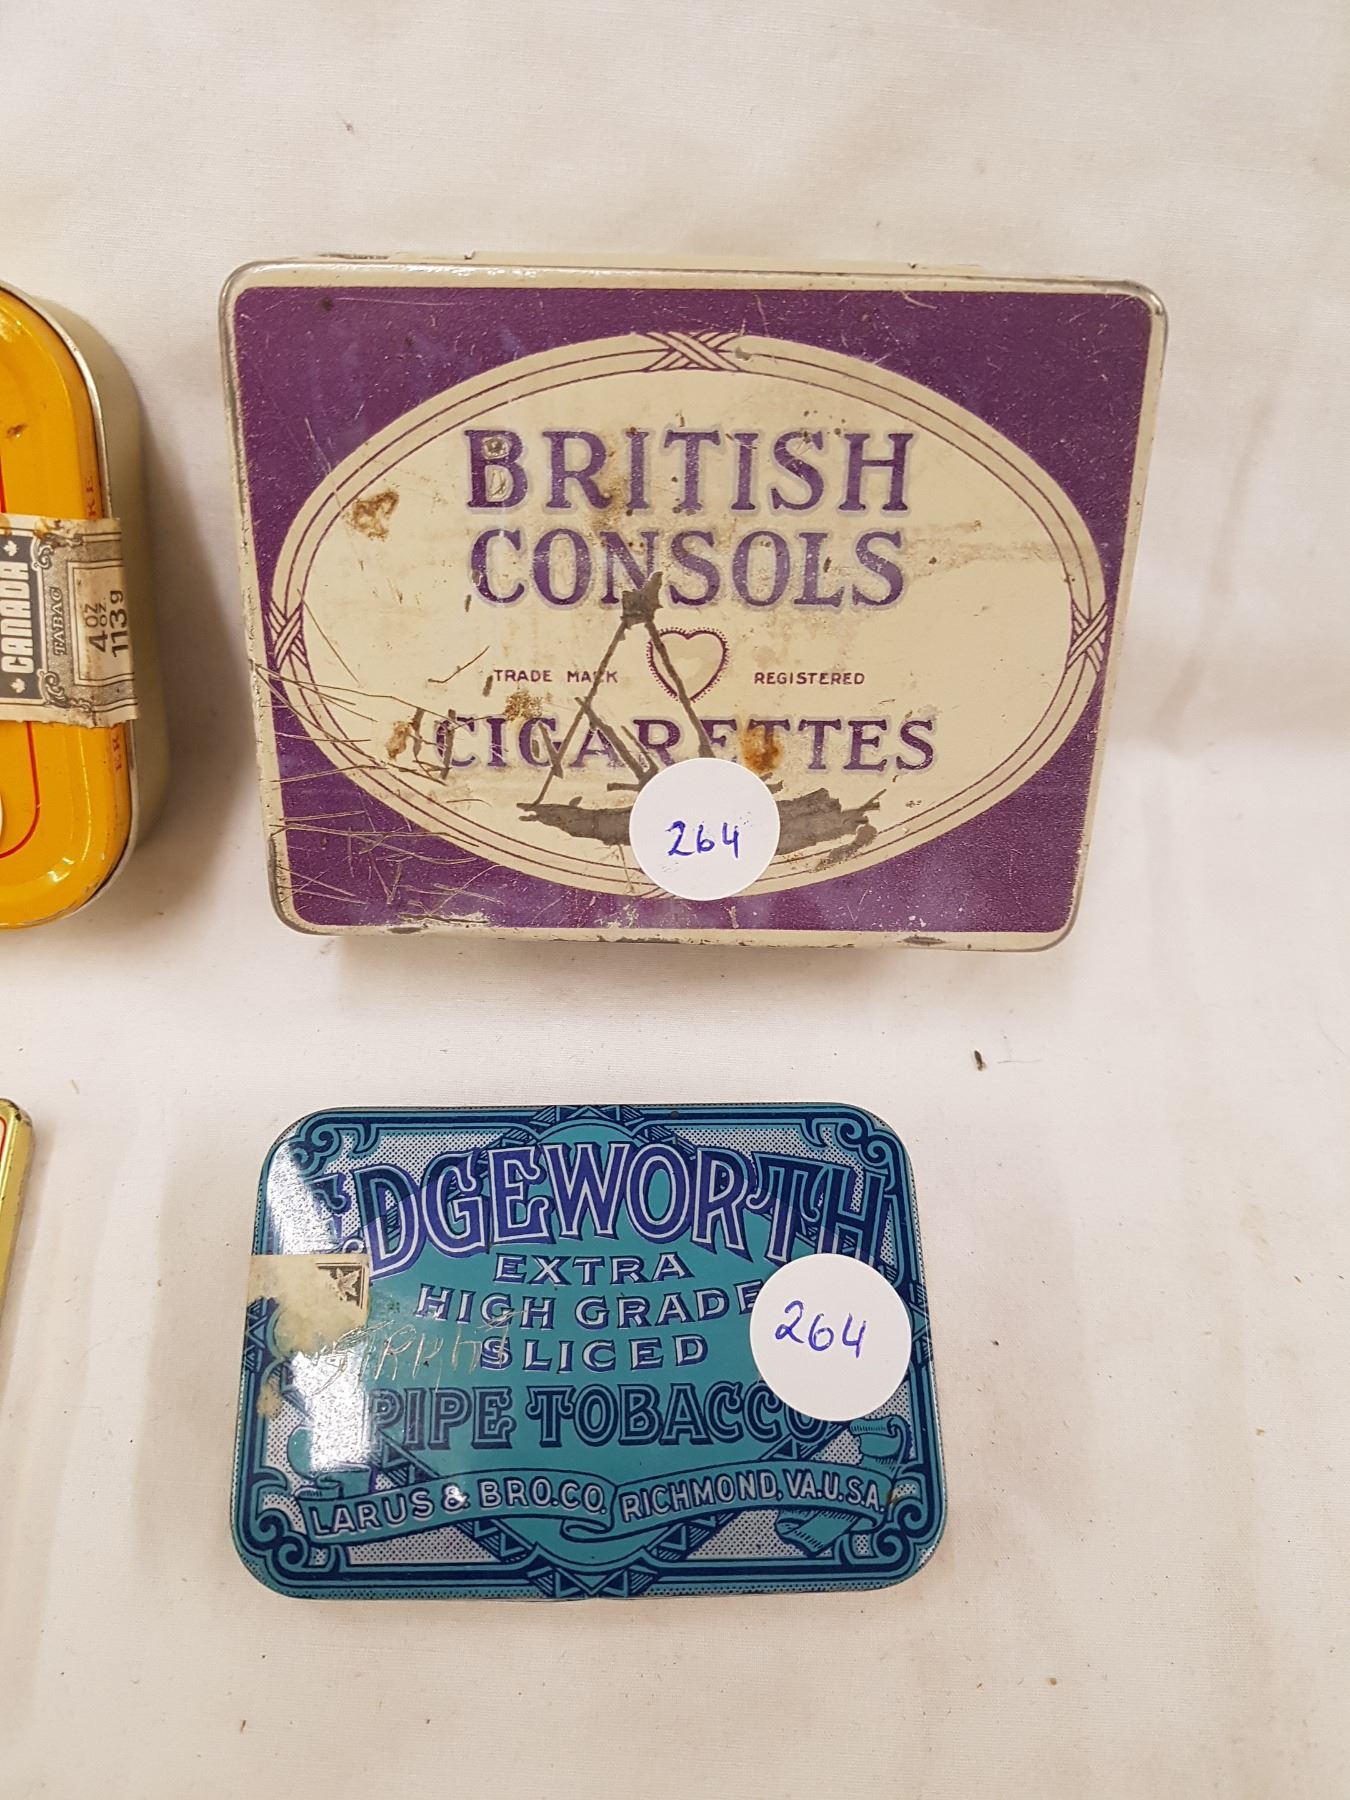 BRITISH
CONSOLS
TRADE MARK REGISTERED
CIGARETTES
264
CANADA
TABAC
4 OZ
oz
113g
EDGEWORTH
EXTRA
HIGH GRADE
SLICED
PIPE TOBACCO
264
LARUS & BRO.CO. RICHMOND, VA.U.S.A.